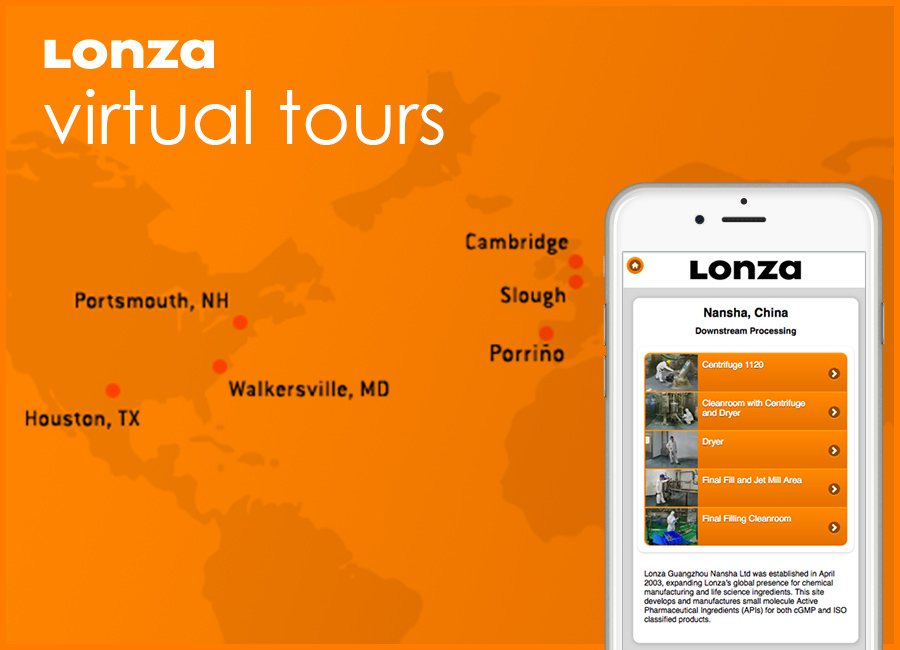 Lonza
virtual tours
Cambridge
Slough
Portsmouth, NH
Porriño
Walkersville, MD
Houston, TX
Lonza
Nansha, China
Downstream Processing
Centrifuge 1120
Cleanroom with Centrifuge
and Dryer
Dryer
Final Fill and Jet Mill Area
Final Filling Cleanroom
Lonza Guangzhou Nansha Ltd was established in April
2003, expanding Lonza's global presence for chemical
manufacturing and life science ingredients. This site
develops and manufactures small molecule Active
Pharmaceutical Ingredients (APIs) for both cGMP and ISO
classified products.